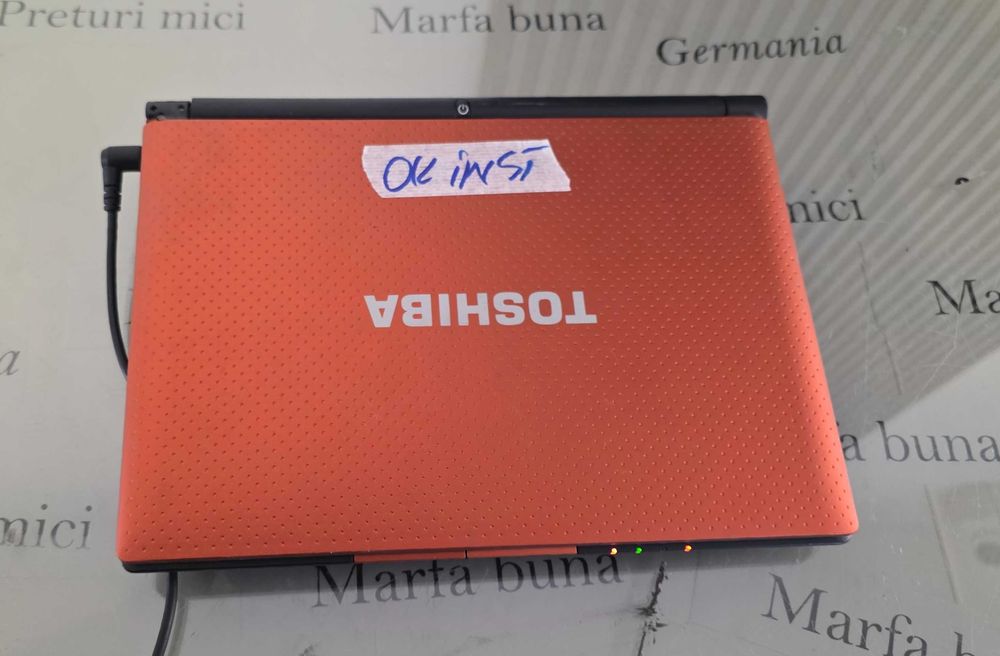 Preturi mici
Marfa buna
Germania
OK iNST
mici
TOSHIBA
Ma
a
a buna
mici
Marfa buna
Marfa b